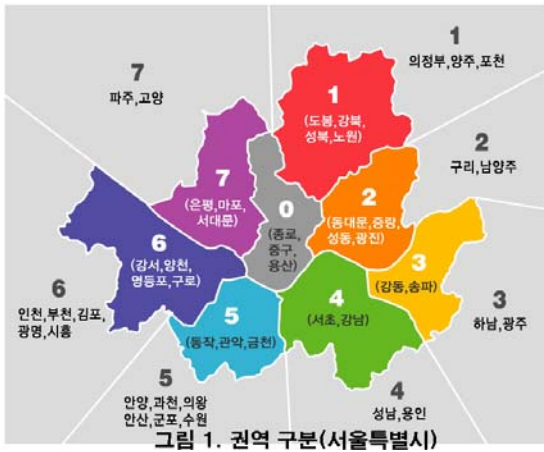 1
의정부,양주,포천
7
파주,고양
1
(도봉,강북,
성북,노원)
2
구리,남양주
7
(은평,마포,
서대문)
0
(종로,
중구,
용산)
2
(동대문,중랑,
성동,광진)
6
(강서,양천,
영등포,구로)
3
(강동,송파)
6
인천,부천,김포,
광명,시흥
5
(동작,관악,금천)
4
(서초,강남)
3
하남,광주
5
안양,과천,의왕
안산,군포,수원
4
성남,용인
그림 1. 권역 구분(서울특별시)